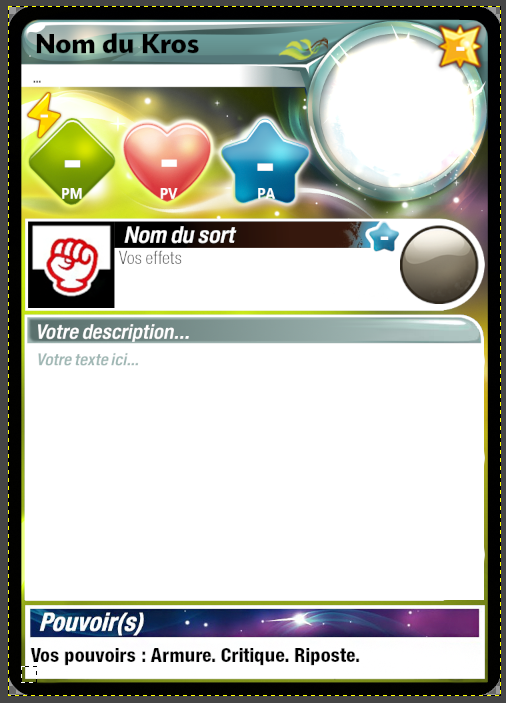 Nom du Kros
-
...
-
- - -
PM PV PA
Nom du sort
-
Vos effets
Votre description...
Votre texte ici...
Pouvoir(s)
Vos pouvoirs : Armure. Critique. Riposte.